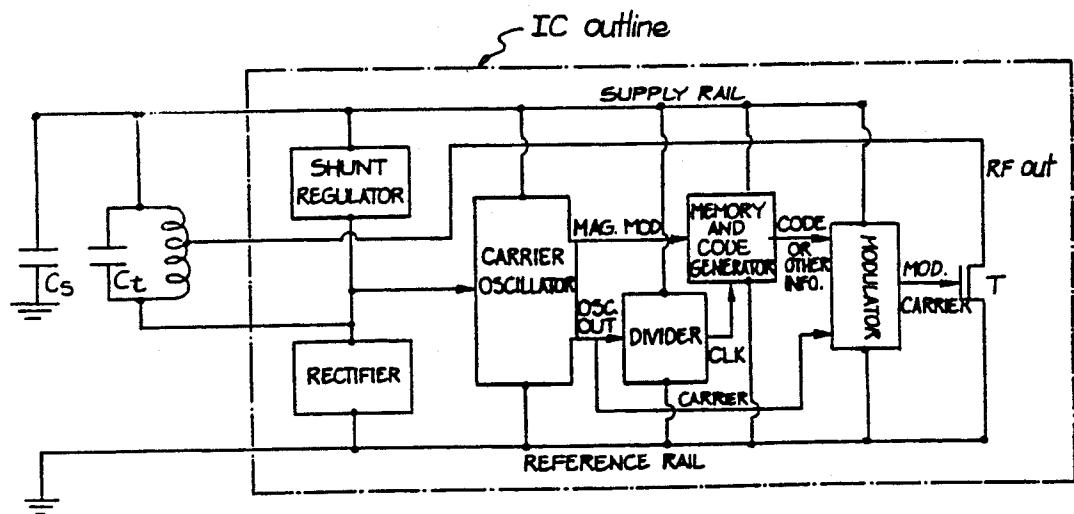 IC outline
SUPPLY RAIL
SHUNT
REGULATOR
RF out
MAG. MOD
MEMORY
AND
CODE
GENERATOR
CODE
OR
OTHER
INFO.
CARRIER
OSCILLATOR
MODULATOR
MOD.
CARRIER
T
Cs
Ct
OSC.
OUT
DIVIDER
CLK
RECTIFIER
CARRIER
REFERENCE RAIL